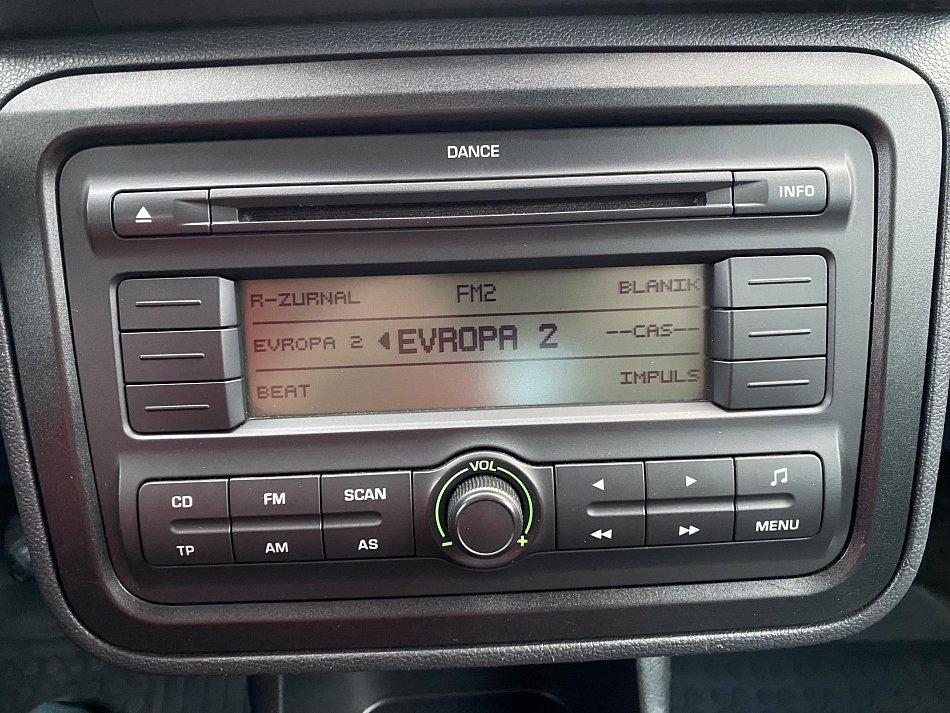 DANCE
INFO
R-ZURNAL FM2 BLANIK
EVROPA 2 EVROPA 2 --CAS--
BEAT IMPULS
VOL
CD FM SCAN
TP AM AS
- +
MENU